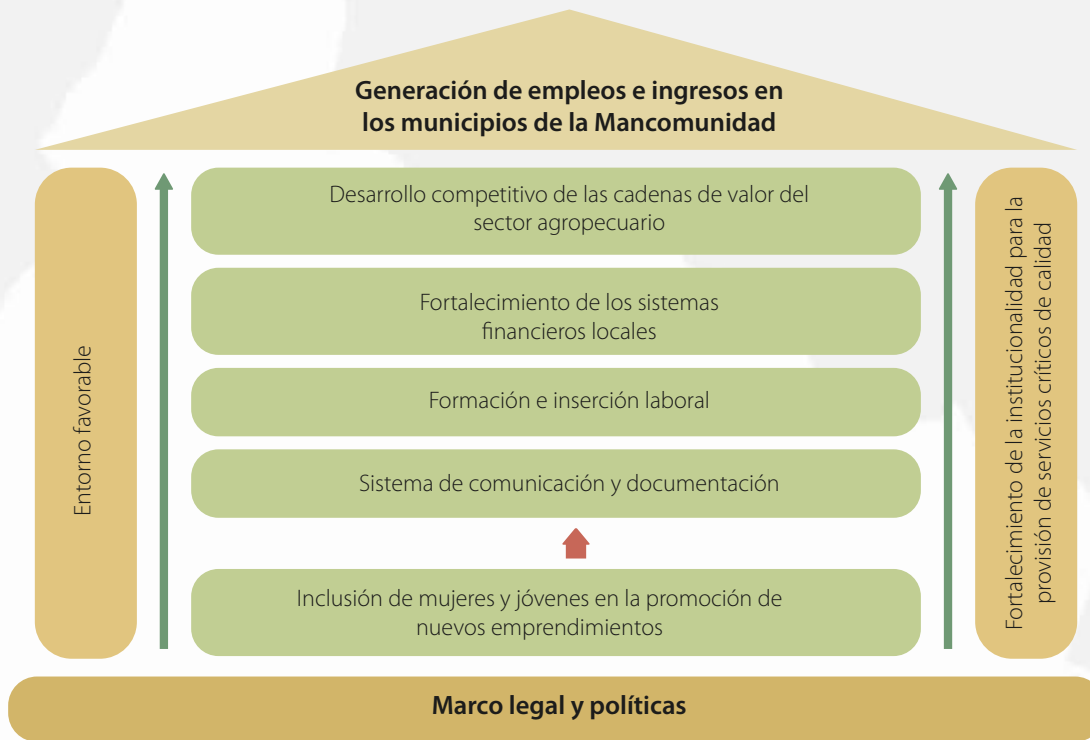 Generación de empleos e ingresos en
los municipios de la Mancomunidad
Entorno favorable
Desarrollo competitivo de las cadenas de valor del
sector agropecuario
Fortalecimiento de los sistemas
financieros locales
Formación e inserción laboral
Sistema de comunicación y documentación
Inclusión de mujeres y jóvenes en la promoción de
nuevos emprendimientos
Fortalecimiento de la institucionalidad para la
provisión de servicios críticos de calidad
Marco legal y políticas